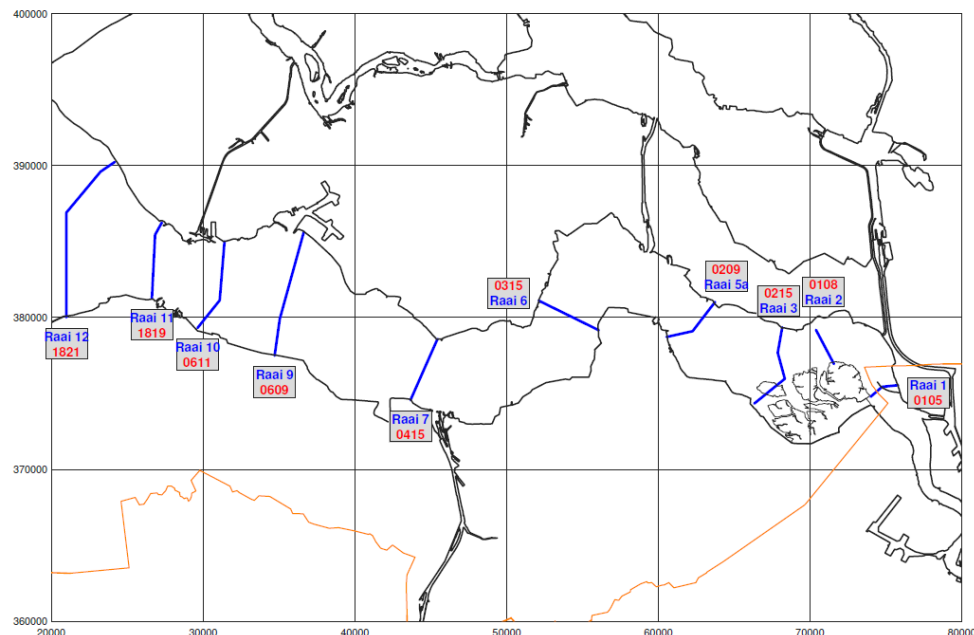 400000
390000
380000
370000
360000
20000
30000
40000
50000
60000
70000
80000
Raai 12
1821
Raai 11
1819
Raai 10
0611
Raai 9
0609
Raai 7
0415
0315
Raai 6
0209
Raai 5a
0215
Raai 3
0108
Raai 2
Raai 1
0105